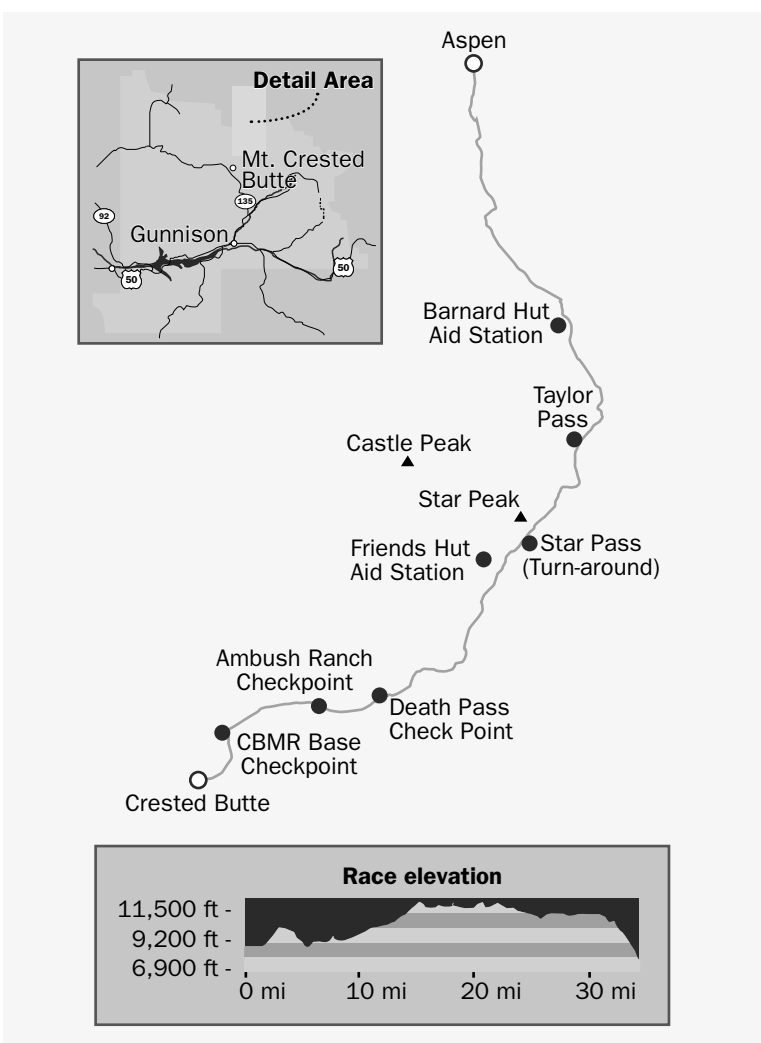 Aspen
Detail Area
Mt. Crested
Butte
135
92
Gunnison
50
50
Barnard Hut
Aid Station
Taylor
Pass
Castle Peak
Star Peak
Friends Hut
Aid Station
Star Pass
(Turn-around)
Ambush Ranch
Checkpoint
Death Pass
Check Point
CBMR Base
Checkpoint
Crested Butte
Race elevation
11,500 ft -
9,200 ft -
6,900 ft -
0 mi 10 mi 20 mi 30 mi